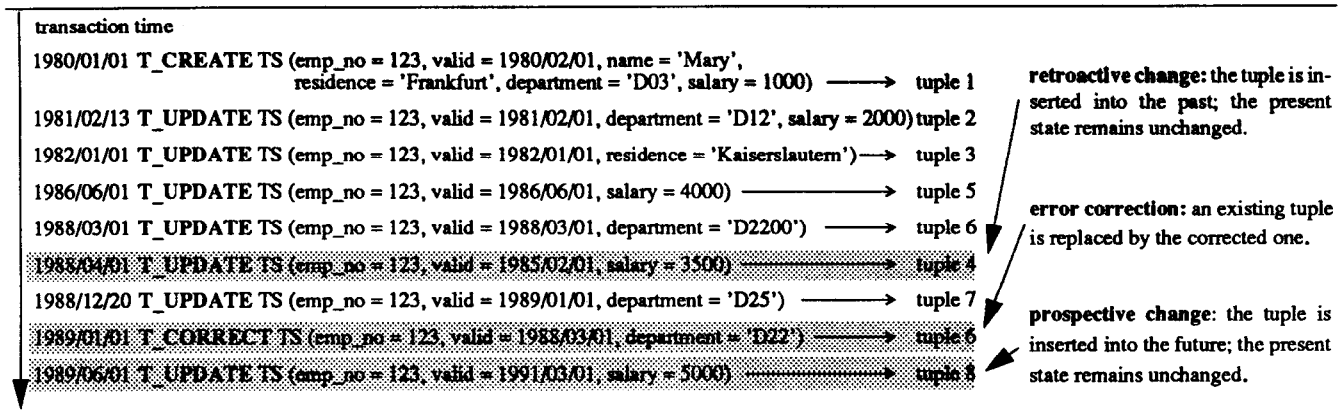 transaction time
1980/01/01 T_CREATE TS (emp_no = 123, valid = 1980/02/01, name = 'Mary',
residence = 'Frankfurt', department = 'D03', salary = 1000) tuple 1
1981/02/13 T_UPDATE TS (emp_no = 123, valid = 1981/02/01, department = 'D12', salary = 2000) tuple 2
1982/01/01 T_UPDATE TS (emp_no = 123, valid = 1982/01/01, residence = 'Kaiserslautern') tuple 3
1986/06/01 T_UPDATE TS (emp_no = 123, valid = 1986/06/01, salary = 4000) tuple 5
1988/03/01 T_UPDATE TS (emp_no = 123, valid = 1988/03/01, department = 'D2200') tuple 6
1988/04/01 T_UPDATE TS (emp_no = 123, valid = 1985/02/01, salary = 3500) tuple 4
1988/12/20 T_UPDATE TS (emp_no = 123, valid = 1989/01/01, department = 'D25') tuple 7
1989/01/01 T_CORRECT TS (emp_no = 123, valid = 1988/03/01, department = 'D22') tuple 6
1989/06/01 T_UPDATE TS (emp_no = 123, valid = 1991/03/01, salary = 5000) tuple 8
retroactive change: the tuple is in-
serted into the past; the present
state remains unchanged.
error correction: an existing tuple
is replaced by the corrected one.
prospective change: the tuple is
inserted into the future; the present
state remains unchanged.